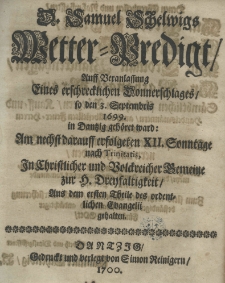 D. Samuel Schelwigs
Wetter-Predigt/
Auff Veranlassung
Eines erschrecklichen Donnerschlages/
so den 3. Septembris
1699.
in Dantzig gehöret ward:
Am nechst darauff erfolgeten XII. Sonntage
nach Trinitatis,
In Christlicher und Volckreicher Gemeine
zur H. Dreyfaltigkeit/
Aus dem ersten Theile des ordent-
lichen Evangelii
gehalten.
DANTZIG/
Gedruckt und verlegt von Simon Reinigern/
1700.